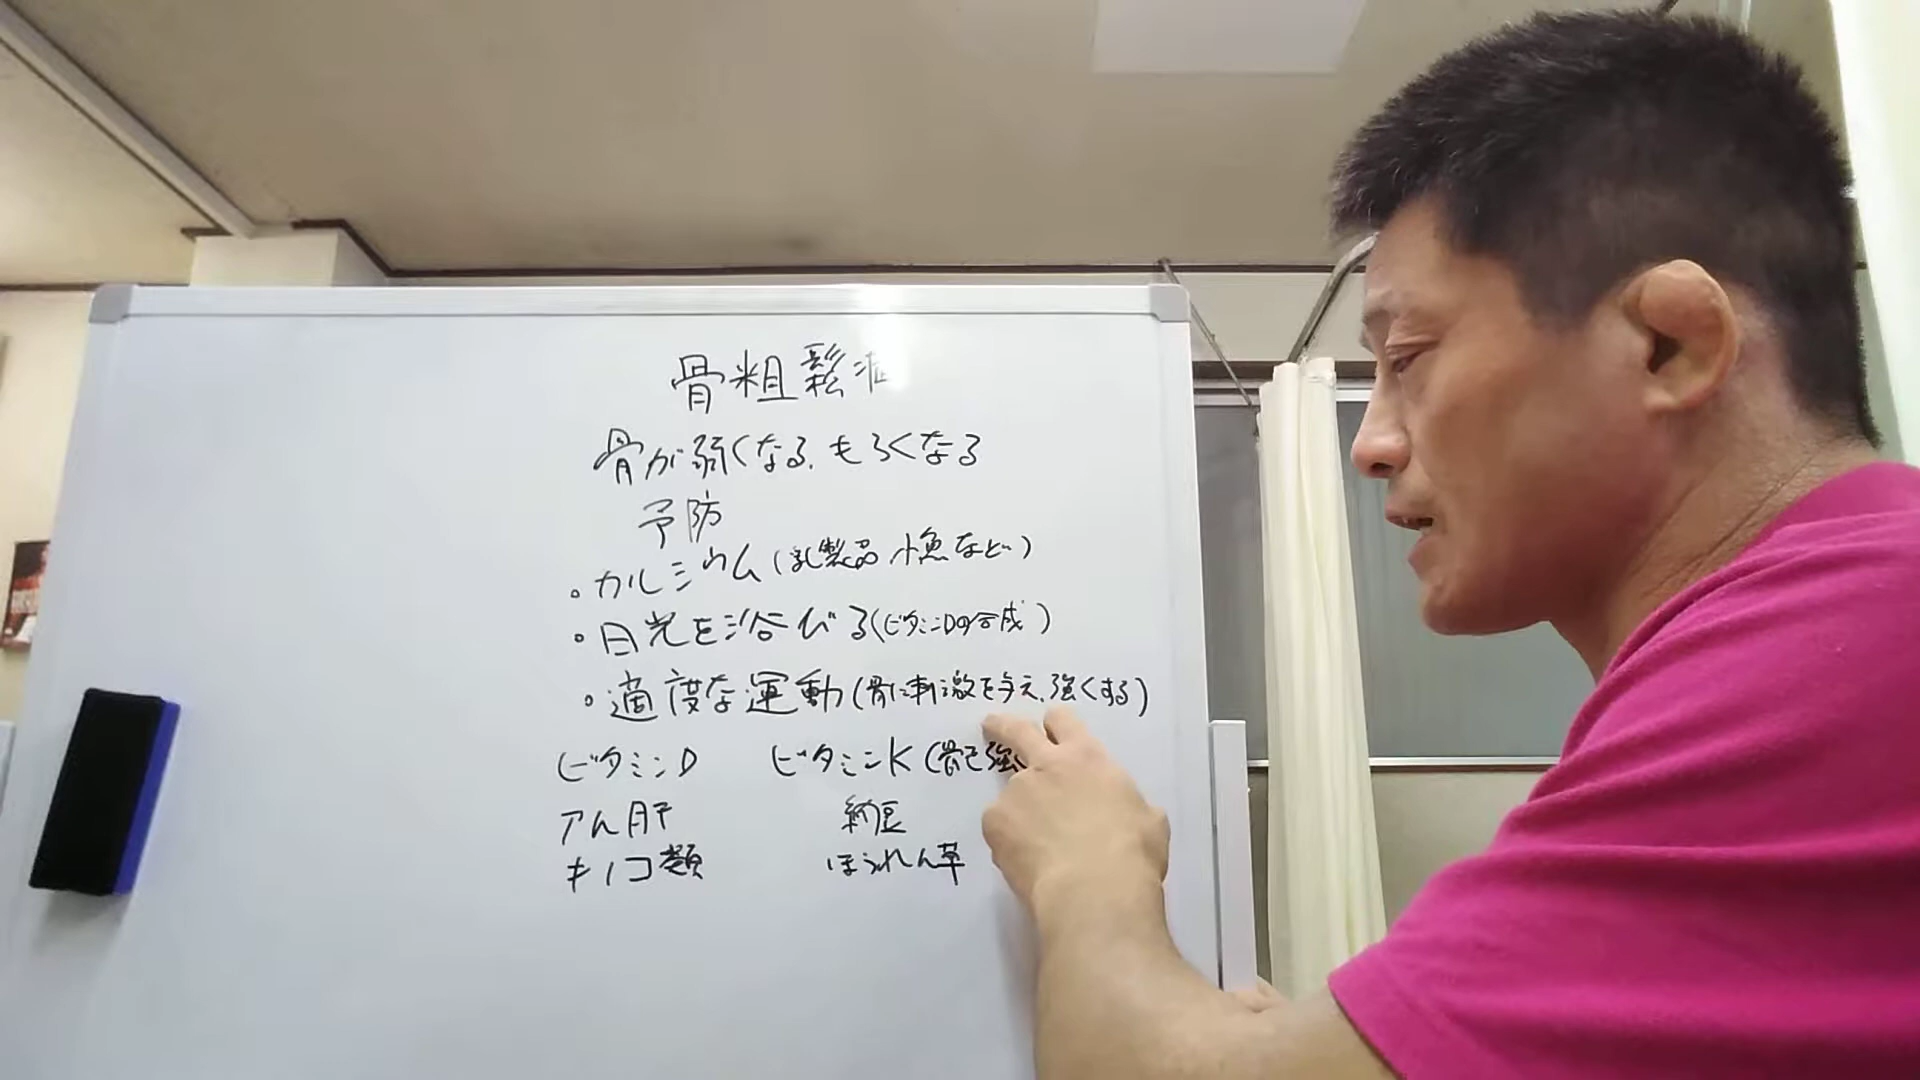 骨粗鬆症
骨が弱くなる、もろくなる
予防
・カルシウム(乳製品 小魚など)
・日光を浴びる(ビタミンDの合成)
・適度な運動(骨に刺激を与え、強くする)
ビタミンD ビタミンK(骨を強
アん肝 納豆
キノコ類 ほうれん草